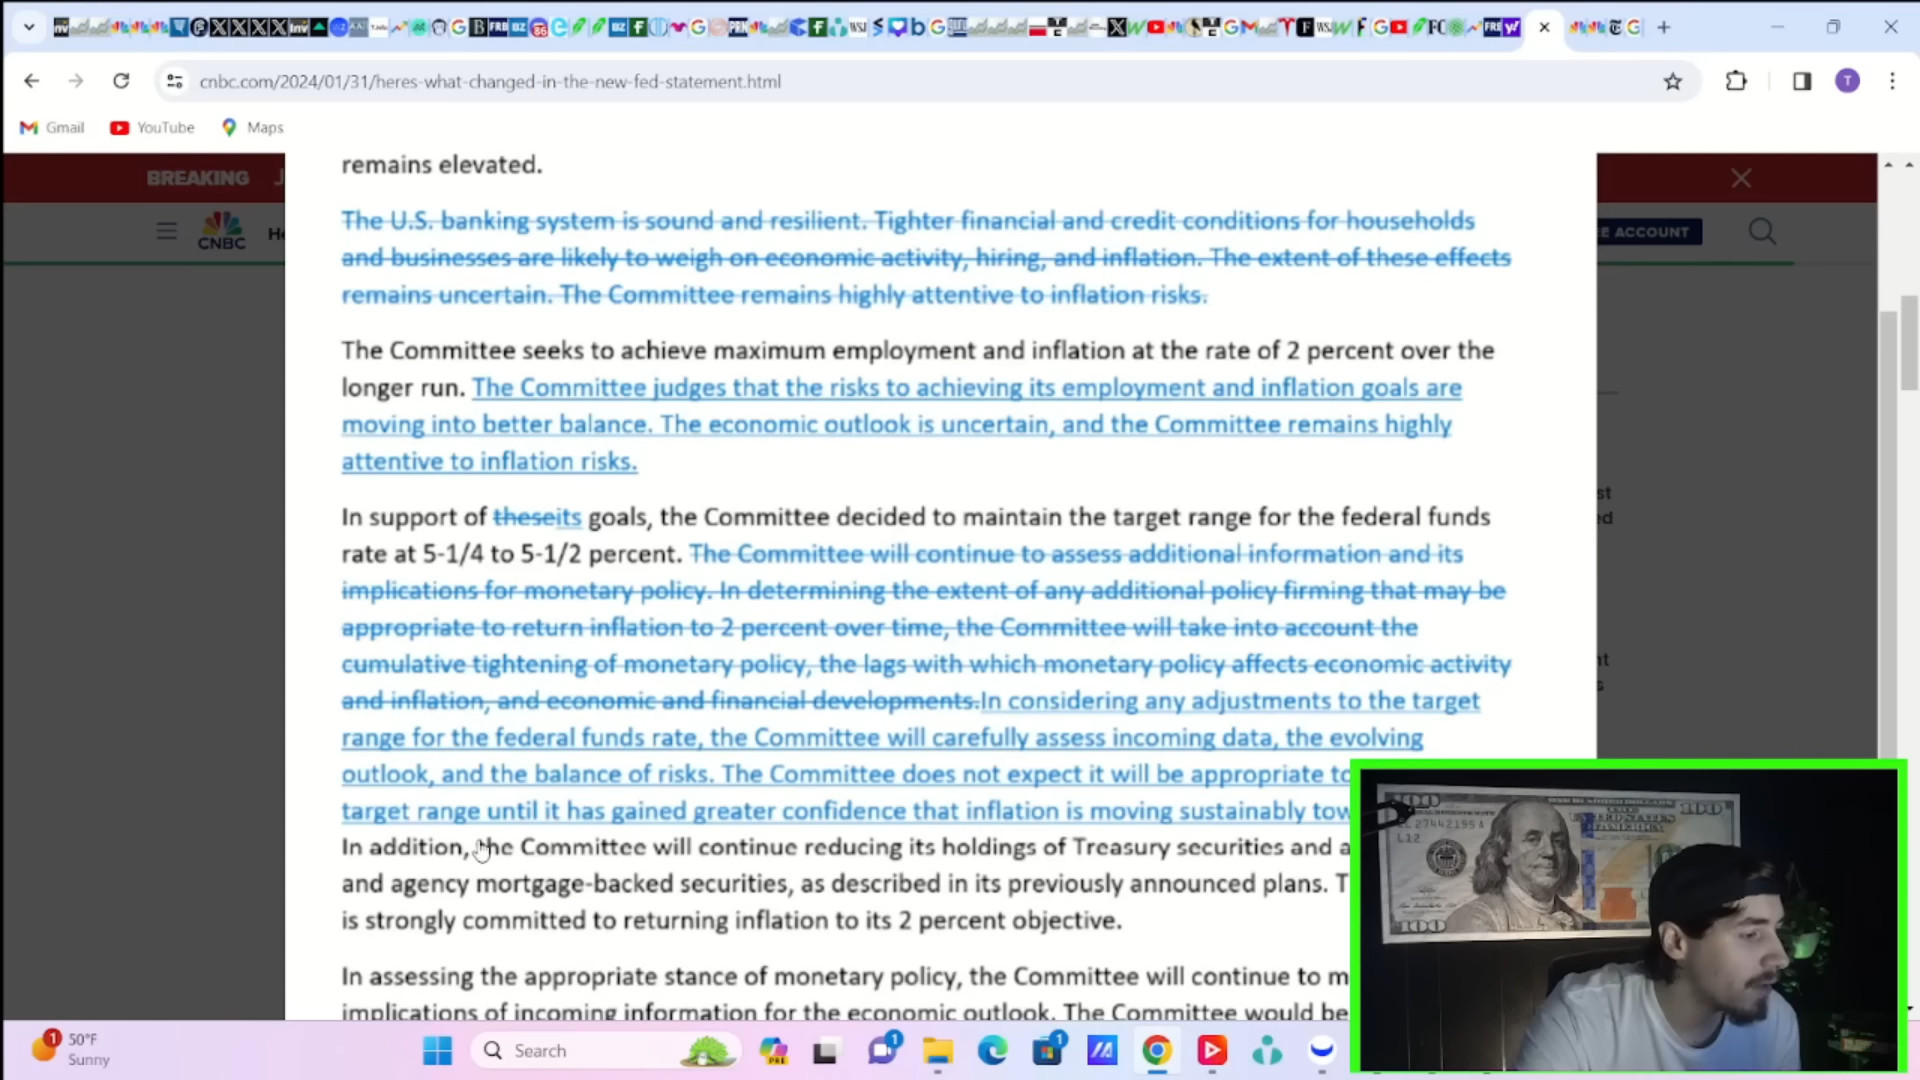 cnbc.com/2024/01/31/heres-what-changed-in-the-new-fed-statement.html
T
Gmail
YouTube
Maps
BREAKING
CNBC
E ACCOUNT
remains elevated.
The U.S. banking system is sound and resilient. Tighter financial and credit conditions for households
and businesses are likely to weigh on economic activity, hiring, and inflation. The extent of these effects
remains uncertain. The Committee remains highly attentive to inflation risks.
The Committee seeks to achieve maximum employment and inflation at the rate of 2 percent over the
longer run. The Committee judges that the risks to achieving its employment and inflation goals are
moving into better balance. The economic outlook is uncertain, and the Committee remains highly
attentive to inflation risks.
In support of theseits goals, the Committee decided to maintain the target range for the federal funds
rate at 5-1/4 to 5-1/2 percent. The Committee will continue to assess additional information and its
implications for monetary policy. In determining the extent of any additional policy firming that may be
appropriate to return inflation to 2 percent over time, the Committee will take into account the
cumulative tightening of monetary policy, the lags with which monetary policy affects economic activity
and inflation, and economic and financial developments.In considering any adjustments to the target
range for the federal funds rate, the Committee will carefully assess incoming data, the evolving
outlook, and the balance of risks. The Committee does not expect it will be appropriate to
target range until it has gained greater confidence that inflation is moving sustainably tow
In addition, the Committee will continue reducing its holdings of Treasury securities and a
and agency mortgage-backed securities, as described in its previously announced plans. T
is strongly committed to returning inflation to its 2 percent objective.
In assessing the appropriate stance of monetary policy, the Committee will continue to m
implications of incoming information for the economic outlook. The Committee would be
100
100
100
L12
1
50°F
Sunny
Search
PRE
1
1